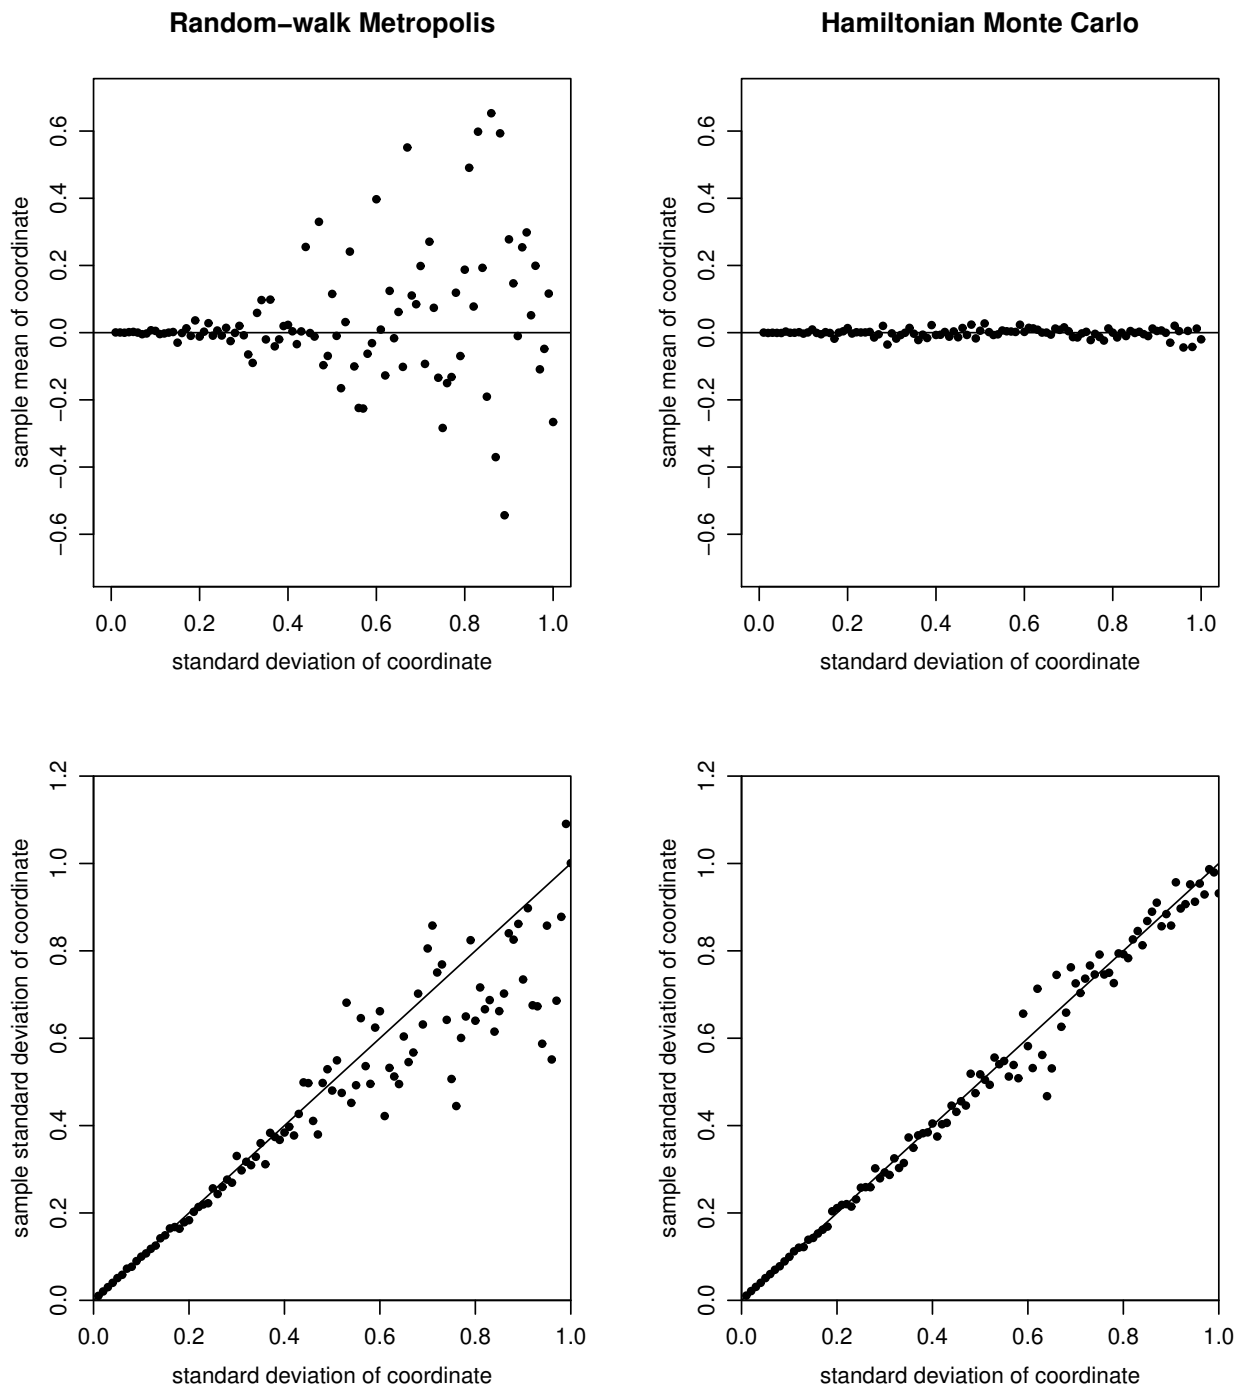 Random−walk Metropolis
Hamiltonian Monte Carlo
sample mean of coordinate
0.6
0.4
0.2
0.0
−0.2
−0.4
−0.6
0.0 0.2 0.4 0.6 0.8 1.0
standard deviation of coordinate
sample mean of coordinate
0.6
0.4
0.2
0.0
−0.2
−0.4
−0.6
0.0 0.2 0.4 0.6 0.8 1.0
standard deviation of coordinate
sample standard deviation of coordinate
1.2
1.0
0.8
0.6
0.4
0.2
0.0
0.0 0.2 0.4 0.6 0.8 1.0
standard deviation of coordinate
sample standard deviation of coordinate
1.2
1.0
0.8
0.6
0.4
0.2
0.0
0.0 0.2 0.4 0.6 0.8 1.0
standard deviation of coordinate